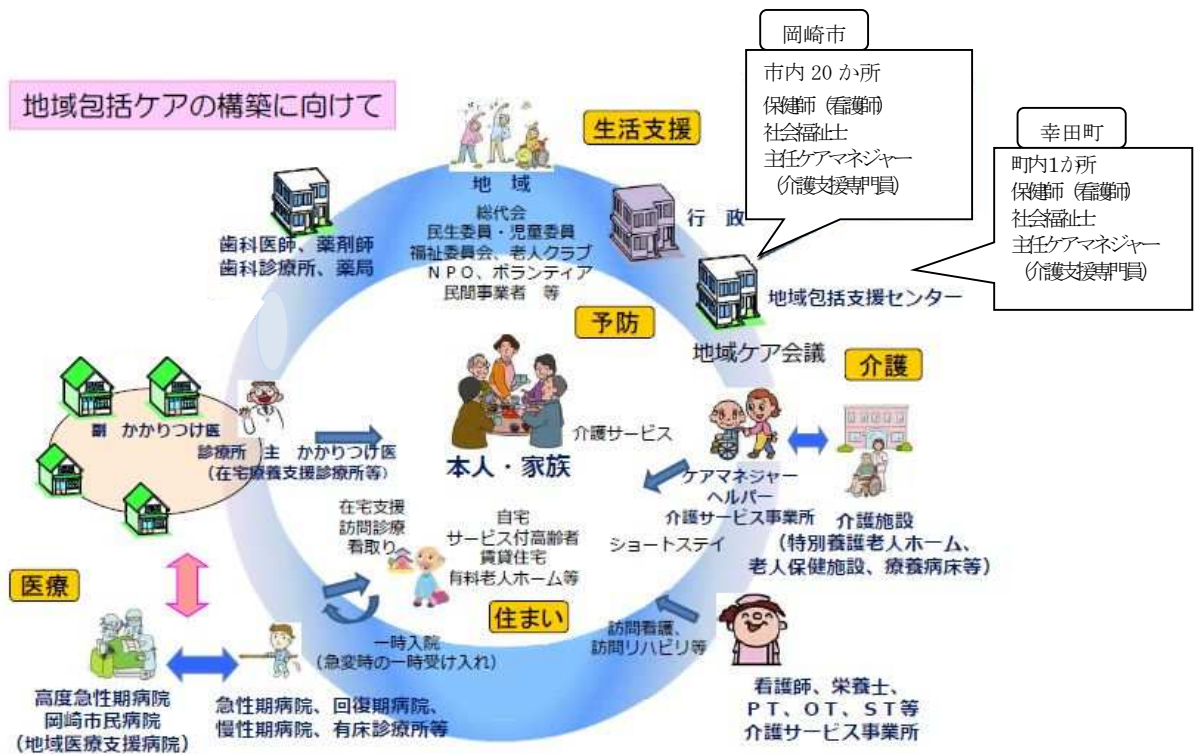 地域包括ケアの構築に向けて
岡崎市
市内 20 か所
保健師（看護師）
社会福祉士
主任ケアマネジャー
（介護支援専門員）
幸田町
町内1か所
保健師（看護師）
社会福祉士
主任ケアマネジャー
（介護支援専門員）
生活支援
地　域
総代会
民生委員・児童委員
福祉委員会、老人クラブ
ＮＰＯ、ボランティア
民間事業者　等
行　政
歯科医師、薬剤師
歯科診療所、薬局
地域包括支援センター
地域ケア会議
予防
介護
副　かかりつけ医
診療所　主　かかりつけ医
（在宅療養支援診療所等）
本人・家族
介護サービス
ケアマネジャー
ヘルパー
介護サービス事業所
介護施設
（特別養護老人ホーム、
老人保健施設、療養病床等）
在宅支援
訪問診療
看取り
自宅
サービス付高齢者
賃貸住宅
有料老人ホーム等
ショートステイ
住まい
医療
一時入院
（急変時の一時受け入れ）
訪問看護、
訪問リハビリ等
高度急性期病院
岡崎市民病院
（地域医療支援病院）
急性期病院、回復期病院、
慢性期病院、有床診療所等
看護師、栄養士、
ＰＴ、ＯＴ、ＳＴ等
介護サービス事業所